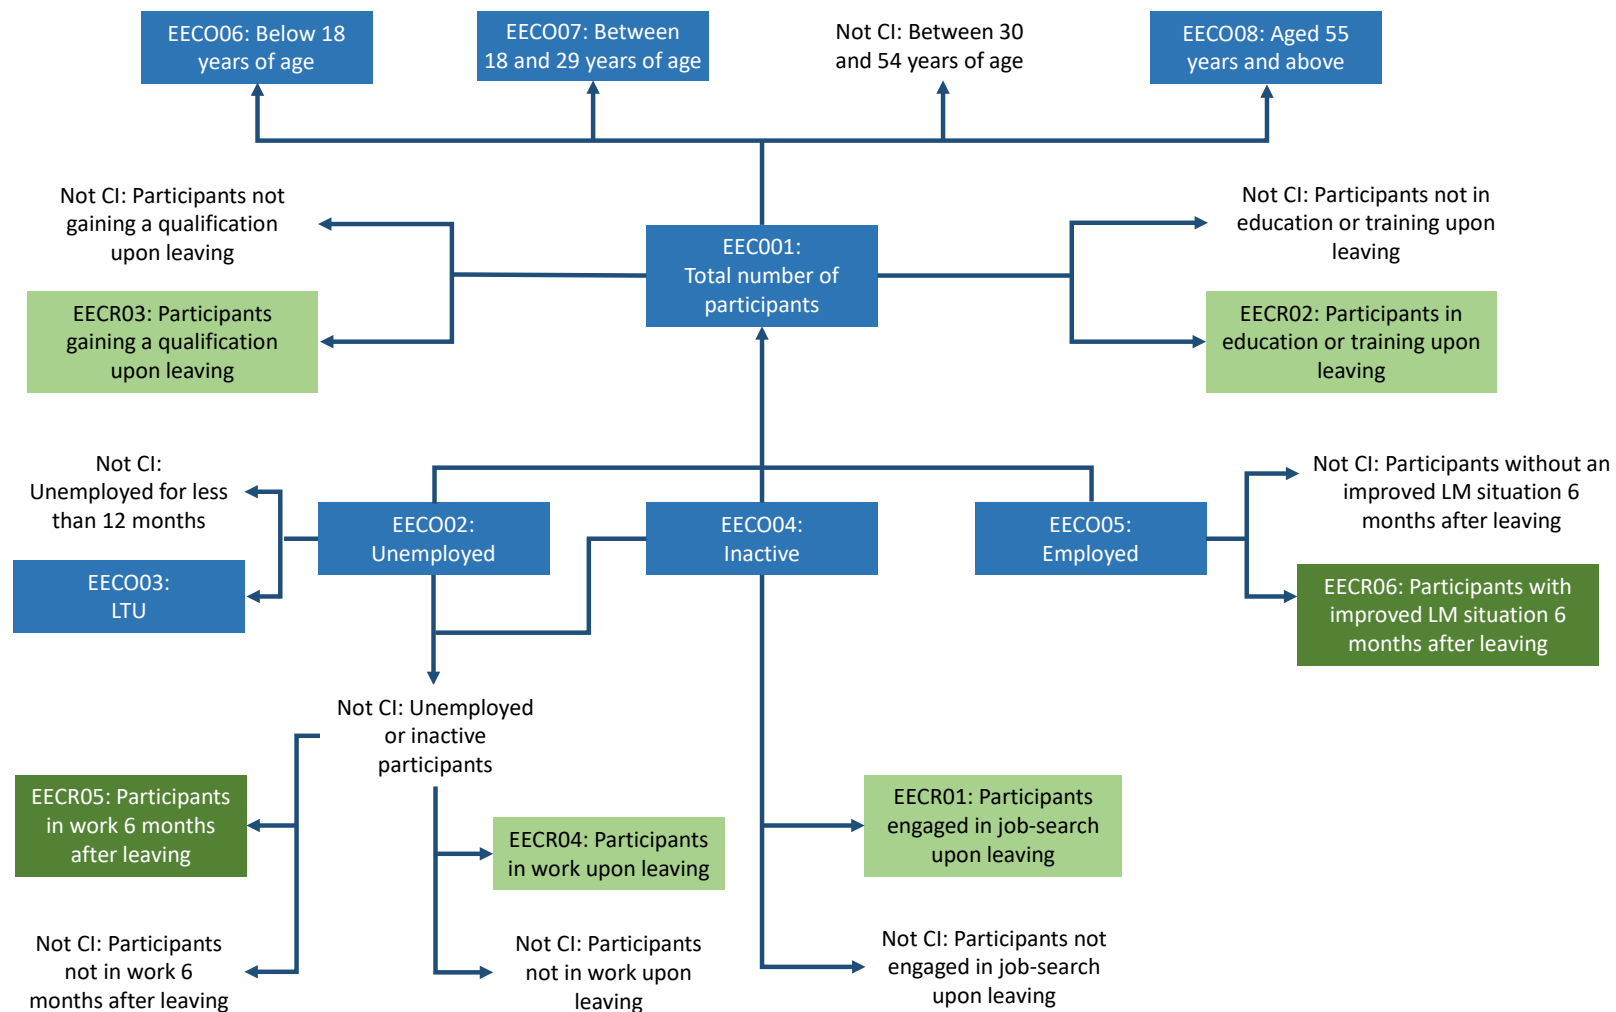 EECO06: Below 18
years of age
EECO07: Between
18 and 29 years of age
Not CI: Between 30
and 54 years of age
EECO08: Aged 55
years and above
Not CI: Participants not
gaining a qualification
upon leaving
EEC001:
Total number of
participants
Not CI: Participants not in
education or training upon
leaving
EECR03: Participants
gaining a qualification
upon leaving
EECR02: Participants in
education or training upon
leaving
Not CI:
Unemployed for less
than 12 months
EECO02:
Unemployed
EECO04:
Inactive
EECO05:
Employed
Not CI: Participants without an
improved LM situation 6
months after leaving
EECO03:
LTU
EECR06: Participants with
improved LM situation 6
months after leaving
Not CI: Unemployed
or inactive
participants
EECR05: Participants
in work 6 months
after leaving
EECR04: Participants
in work upon leaving
EECR01: Participants
engaged in job-search
upon leaving
Not CI: Participants
not in work 6
months after leaving
Not CI: Participants
not in work upon
leaving
Not CI: Participants not
engaged in job-search
upon leaving